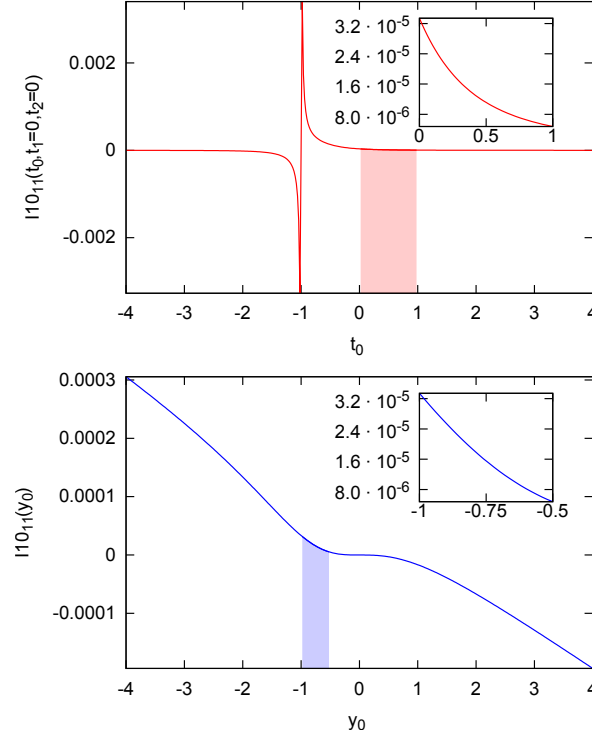 0.002
0
-0.002
I10₁₁(t₀,t₁=0,t₂=0)
3.2 · 10⁻⁵
2.4 · 10⁻⁵
1.6 · 10⁻⁵
8.0 · 10⁻⁶
0 0.5 1
-4 -3 -2 -1 0 1 2 3 4
t₀
0.0003
0.0002
0.0001
0
-0.0001
I10₁₁(y₀)
3.2 · 10⁻⁵
2.4 · 10⁻⁵
1.6 · 10⁻⁵
8.0 · 10⁻⁶
-1 -0.75 -0.5
-4 -3 -2 -1 0 1 2 3 4
y₀